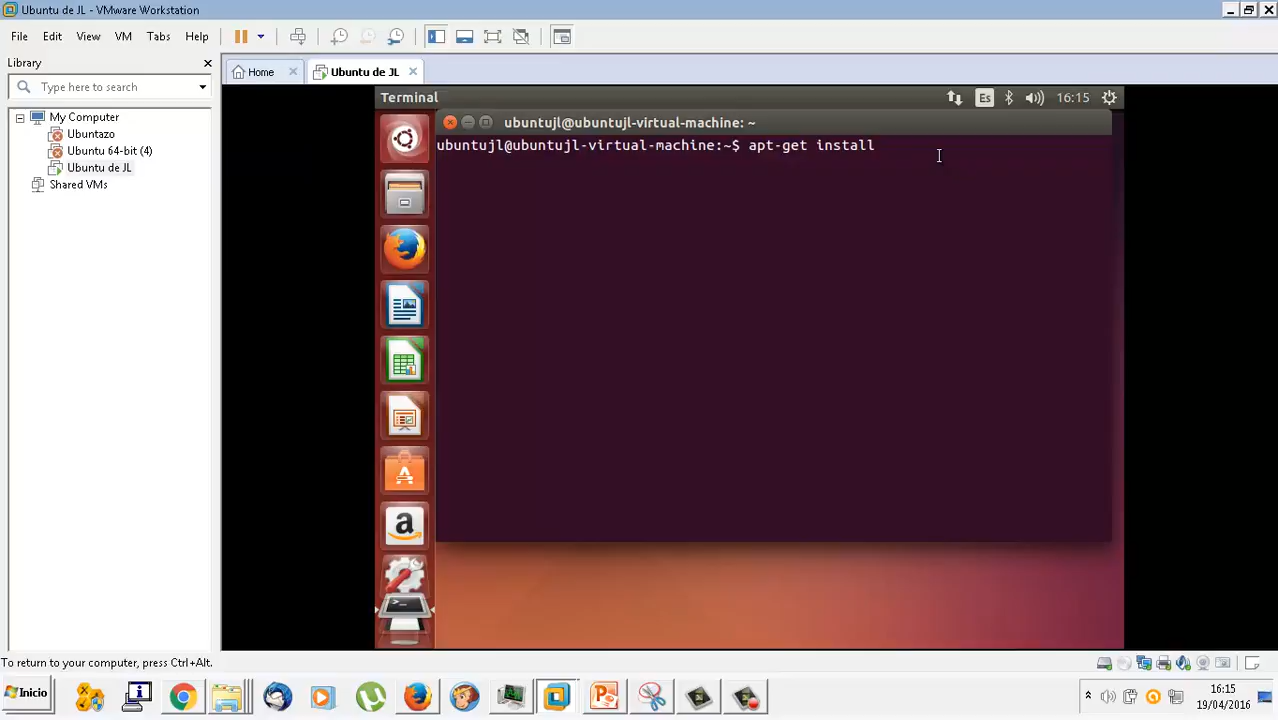 Ubuntu de JL - VMware Workstation
File Edit View VM Tabs Help
Library
Type here to search
My Computer
Ubuntazo
Ubuntu 64-bit (4)
Ubuntu de JL
Shared VMs
Home
Ubuntu de JL
Terminal
Es
16:15
ubuntujl@ubuntujl-virtual-machine: ~
ubuntujl@ubuntujl-virtual-machine:~$ apt-get install
To return to your computer, press Ctrl+Alt.
Inicio
16:15
19/04/2016